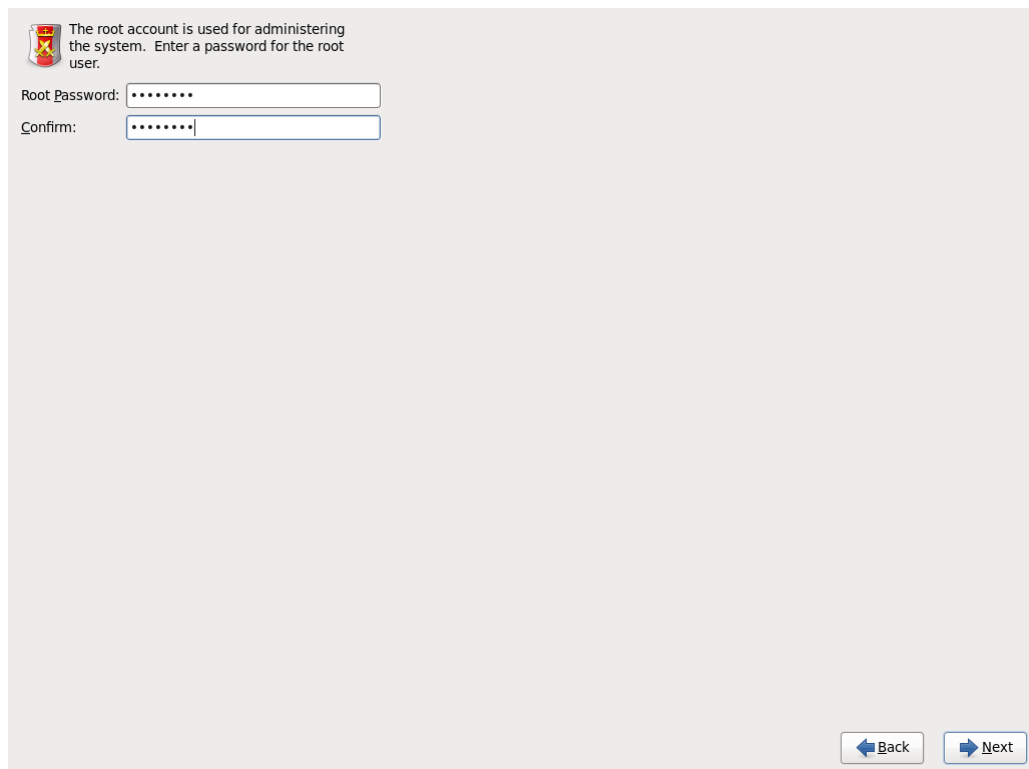 The root account is used for administering
the system.  Enter a password for the root
user.
Root Password: ••••••••
Confirm: ••••••••
Back Next